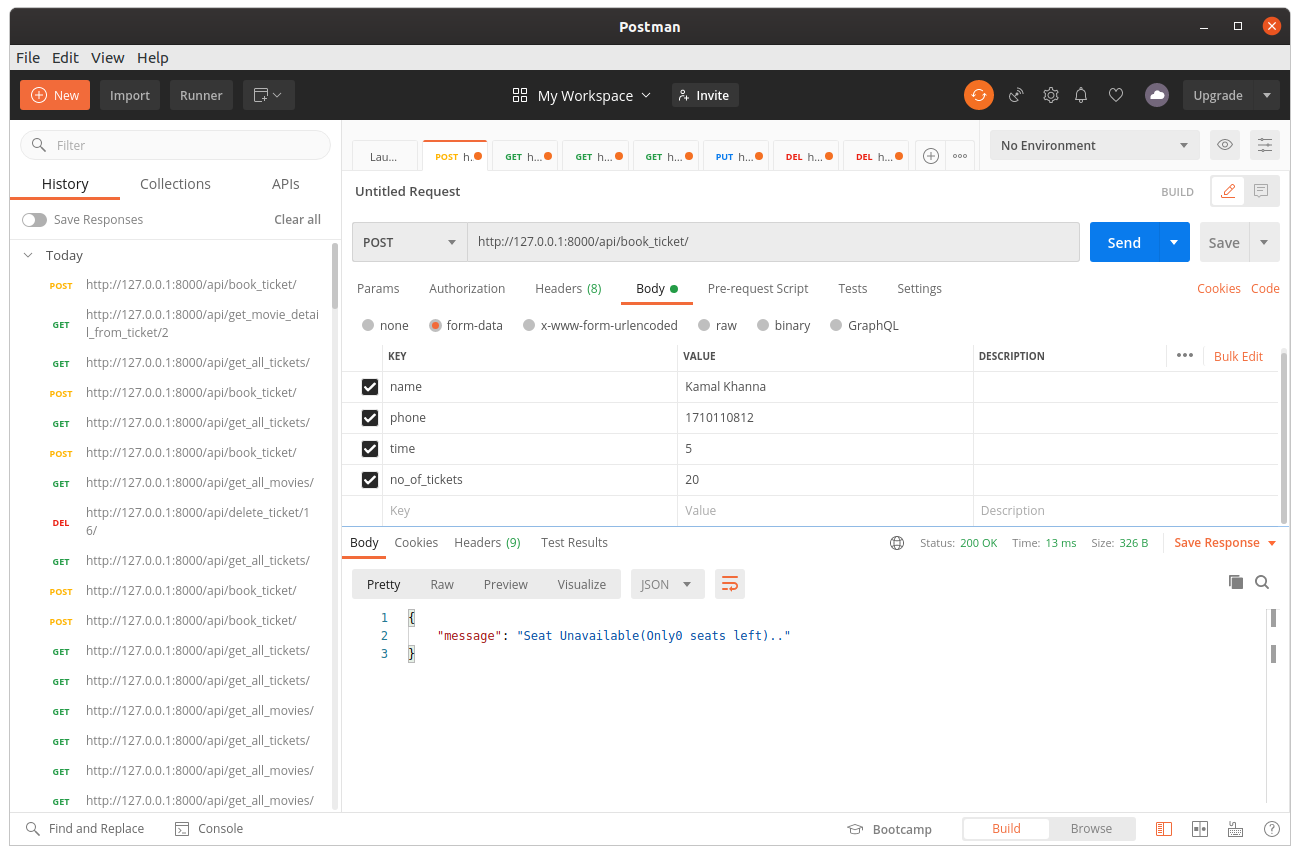 Postman
File Edit View Help
New Import Runner My Workspace Invite Upgrade
Filter
History Collections APIs
Save Responses Clear all
Today
POST http://127.0.0.1:8000/api/book_ticket/
GET http://127.0.0.1:8000/api/get_movie_detai
l_from_ticket/2
GET http://127.0.0.1:8000/api/get_all_tickets/
POST http://127.0.0.1:8000/api/book_ticket/
GET http://127.0.0.1:8000/api/get_all_tickets/
POST http://127.0.0.1:8000/api/book_ticket/
GET http://127.0.0.1:8000/api/get_all_movies/
DEL http://127.0.0.1:8000/api/delete_ticket/1
6/
GET http://127.0.0.1:8000/api/get_all_tickets/
POST http://127.0.0.1:8000/api/book_ticket/
POST http://127.0.0.1:8000/api/book_ticket/
GET http://127.0.0.1:8000/api/get_all_tickets/
GET http://127.0.0.1:8000/api/get_all_tickets/
GET http://127.0.0.1:8000/api/get_all_movies/
GET http://127.0.0.1:8000/api/get_all_tickets/
GET http://127.0.0.1:8000/api/get_all_movies/
GET http://127.0.0.1:8000/api/get_all_movies/
Lau... POST h. GET h... GET h... GET h... PUT h... DEL h... DEL h... No Environment
Untitled Request BUILD
POST http://127.0.0.1:8000/api/book_ticket/ Send Save
Params Authorization Headers (8) Body Pre-request Script Tests Settings Cookies Code
none form-data x-www-form-urlencoded raw binary GraphQL
KEY VALUE DESCRIPTION Bulk Edit
name Kamal Khanna
phone 1710110812
time 5
no_of_tickets 20
Key Value Description
Body Cookies Headers (9) Test Results Status: 200 OK Time: 13 ms Size: 326 B Save Response
Pretty Raw Preview Visualize JSON
1 {
2 "message": "Seat Unavailable(Only0 seats left).."
3 }
Find and Replace Console Bootcamp Build Browse